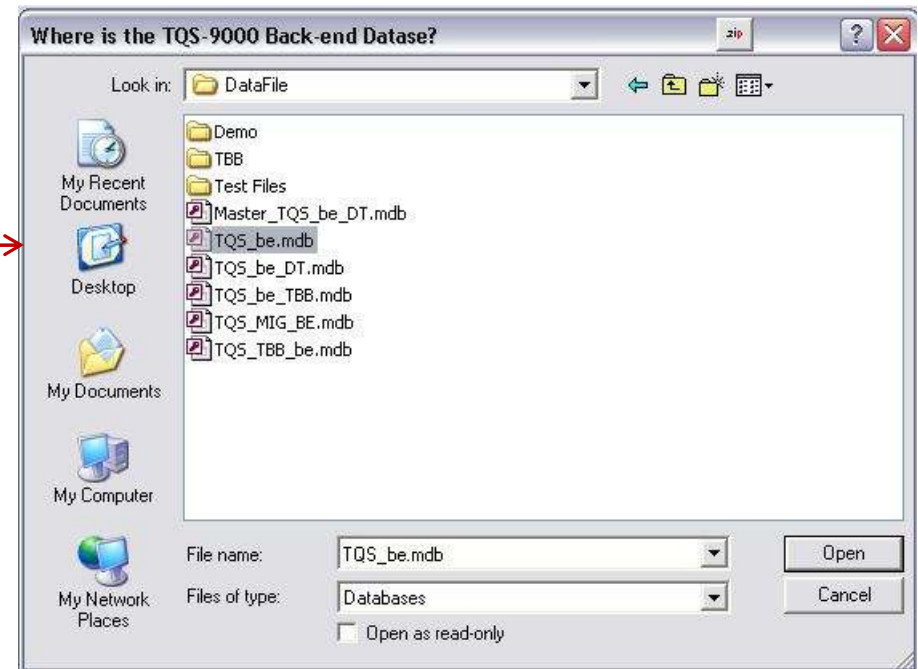 Where is the TQS-9000 Back-end Datase?
zip
Look in:
DataFile
My Recent
Documents
Desktop
My Documents
My Computer
My Network
Places
Demo
TBB
Test Files
Master_TQS_be_DT.mdb
TQS_be.mdb
TQS_be_DT.mdb
TQS_be_TBB.mdb
TQS_MIG_BE.mdb
TQS_TBB_be.mdb
File name:
TQS_be.mdb
Open
Files of type:
Databases
Cancel
Open as read-only